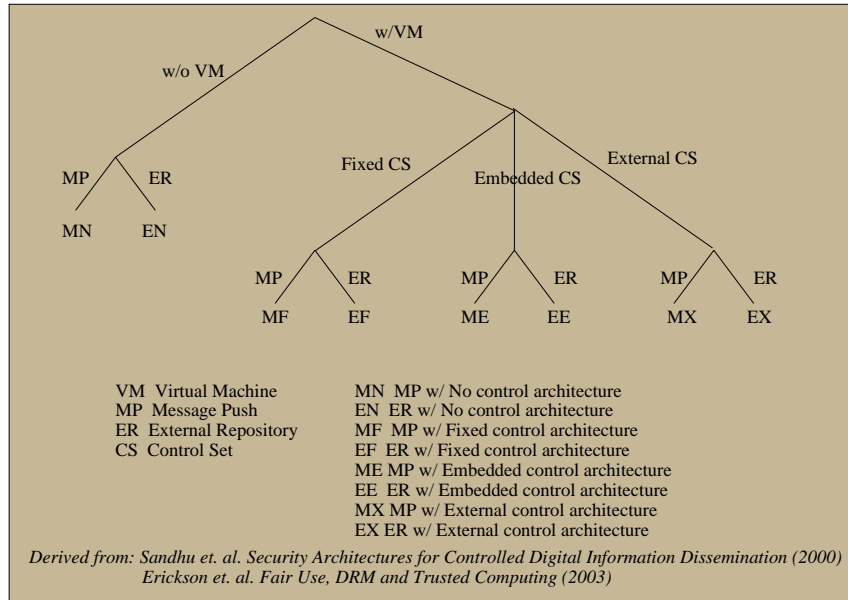 w/VM
w/o VM
Fixed CS
Embedded CS
External CS
MP ER
MN EN
MP ER MP ER MP ER
MF EF ME EE MX EX
VM Virtual Machine
MP Message Push
ER External Repository
CS Control Set
MN MP w/ No control architecture
EN ER w/ No control architecture
MF MP w/ Fixed control architecture
EF ER w/ Fixed control architecture
ME MP w/ Embedded control architecture
EE ER w/ Embedded control architecture
MX MP w/ External control architecture
EX ER w/ External control architecture
Derived from: Sandhu et. al. Security Architectures for Controlled Digital Information Dissemination (2000)
Erickson et. al. Fair Use, DRM and Trusted Computing (2003)